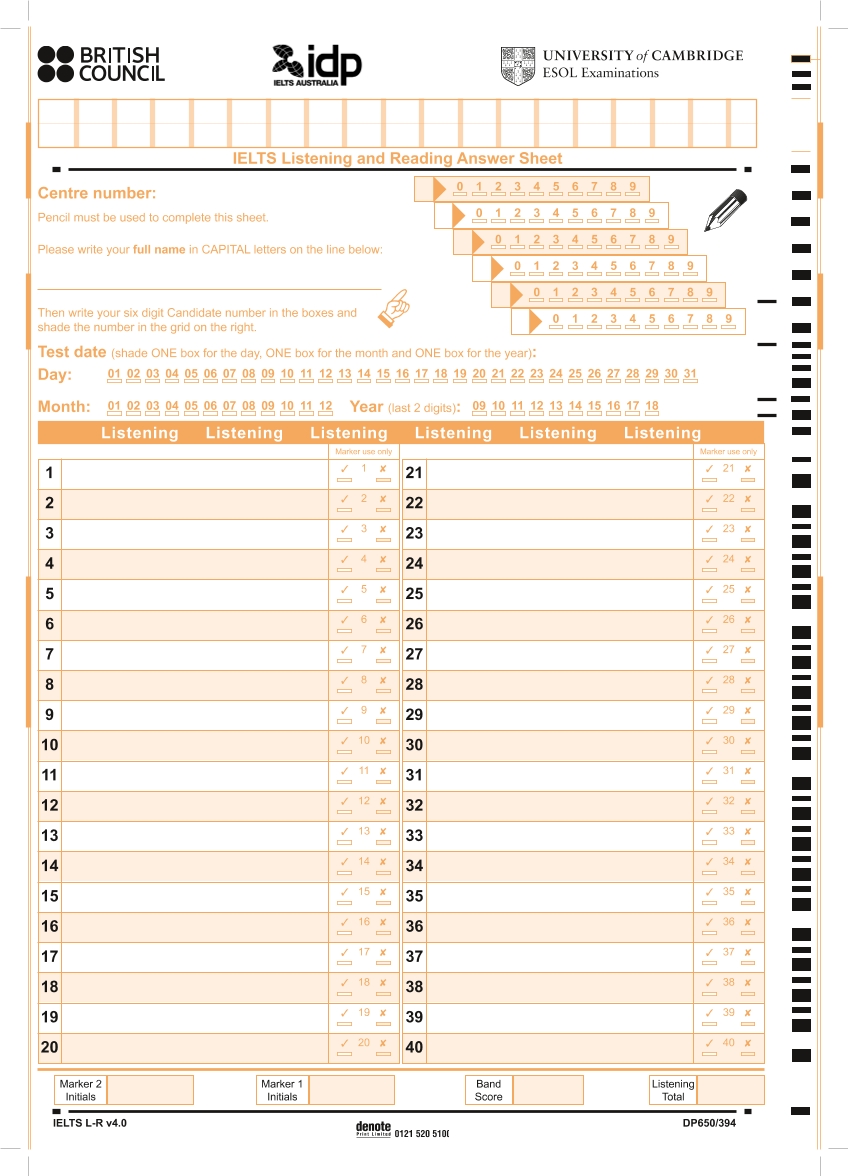 BRITISH
COUNCIL
idp
IELTS AUSTRALIA
UNIVERSITY of CAMBRIDGE
ESOL Examinations
IELTS Listening and Reading Answer Sheet
Centre number:
Pencil must be used to complete this sheet.
Please write your full name in CAPITAL letters on the line below:
Then write your six digit Candidate number in the boxes and
shade the number in the grid on the right.
0 1 2 3 4 5 6 7 8 9
0 1 2 3 4 5 6 7 8 9
0 1 2 3 4 5 6 7 8 9
0 1 2 3 4 5 6 7 8 9
0 1 2 3 4 5 6 7 8 9
0 1 2 3 4 5 6 7 8 9
Test date (shade ONE box for the day, ONE box for the month and ONE box for the year):
Day: 01 02 03 04 05 06 07 08 09 10 11 12 13 14 15 16 17 18 19 20 21 22 23 24 25 26 27 28 29 30 31
Month: 01 02 03 04 05 06 07 08 09 10 11 12 Year (last 2 digits): 09 10 11 12 13 14 15 16 17 18
Listening Listening Listening Listening Listening Listening
Marker use only Marker use only
1 ✓ 1 ✗ 21 ✓ 21 ✗
2 ✓ 2 ✗ 22 ✓ 22 ✗
3 ✓ 3 ✗ 23 ✓ 23 ✗
4 ✓ 4 ✗ 24 ✓ 24 ✗
5 ✓ 5 ✗ 25 ✓ 25 ✗
6 ✓ 6 ✗ 26 ✓ 26 ✗
7 ✓ 7 ✗ 27 ✓ 27 ✗
8 ✓ 8 ✗ 28 ✓ 28 ✗
9 ✓ 9 ✗ 29 ✓ 29 ✗
10 ✓ 10 ✗ 30 ✓ 30 ✗
11 ✓ 11 ✗ 31 ✓ 31 ✗
12 ✓ 12 ✗ 32 ✓ 32 ✗
13 ✓ 13 ✗ 33 ✓ 33 ✗
14 ✓ 14 ✗ 34 ✓ 34 ✗
15 ✓ 15 ✗ 35 ✓ 35 ✗
16 ✓ 16 ✗ 36 ✓ 36 ✗
17 ✓ 17 ✗ 37 ✓ 37 ✗
18 ✓ 18 ✗ 38 ✓ 38 ✗
19 ✓ 19 ✗ 39 ✓ 39 ✗
20 ✓ 20 ✗ 40 ✓ 40 ✗
Marker 2
Initials
Marker 1
Initials
Band
Score
Listening
Total
IELTS L-R v4.0
denote
Print Limited 0121 520 5100
DP650/394